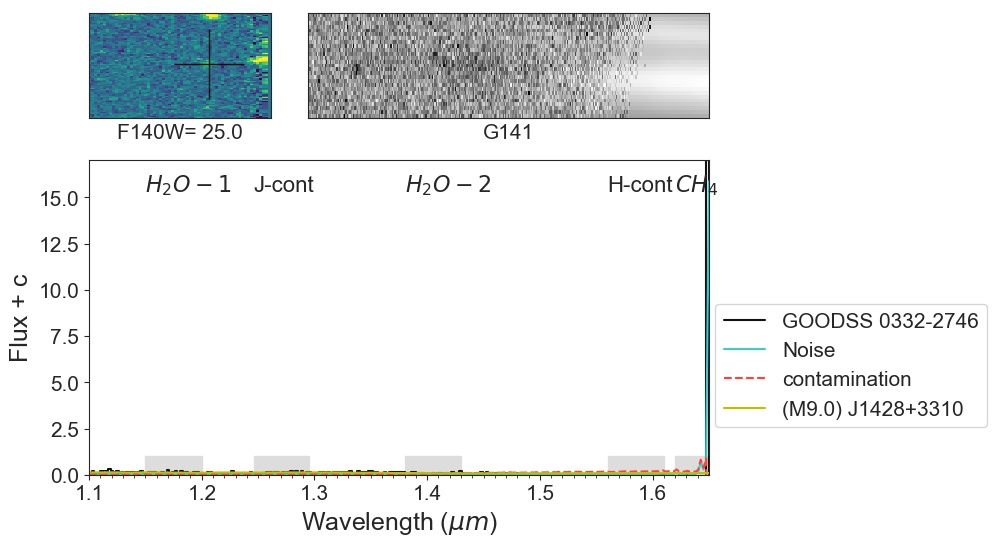 F140W= 25.0
G141
H₂O − 1 J-cont H₂O − 2 H-cont CH₄
15.0
12.5
10.0
7.5
5.0
2.5
0.0
Flux + c
1.1 1.2 1.3 1.4 1.5 1.6
Wavelength (μm)
GOODSS 0332-2746
Noise
contamination
(M9.0) J1428+3310